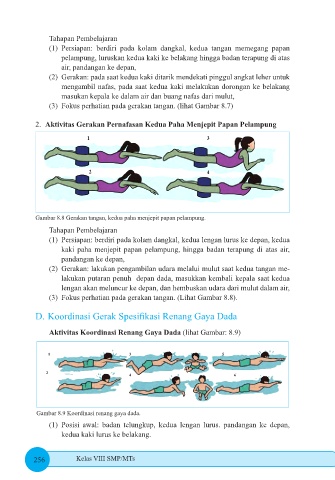 Tahapan Pembelajaran
(1) Persiapan: berdiri pada kolam dangkal, kedua tangan memegang papan
pelampung, luruskan kedua kaki ke belakang hingga badan terapung di atas
air, pandangan ke depan,
(2) Gerakan: pada saat kedua kaki ditarik mendekati pinggul angkat leher untuk
mengambil nafas, pada saat kedua kaki melakukan dorongan ke belakang
masukan kepala ke dalam air dan buang nafas dari mulut,
(3) Fokus perhatian pada gerakan tangan. (lihat Gambar 8.7)
2. Aktivitas Gerakan Pernafasan Kedua Paha Menjepit Papan Pelampung
1 3
2 4
Gambar 8.8 Gerakan tangan, kedua paha menjepit papan pelampung.
Tahapan Pembelajaran
(1) Persiapan: berdiri pada kolam dangkal, kedua lengan lurus ke depan, kedua
kaki paha menjepit papan pelampung, hingga badan terapung di atas air,
pandangan ke depan,
(2) Gerakan: lakukan pengambilan udara melalui mulut saat kedua tangan me-
lakukan putaran penuh depan dada, masukkan kembali kepala saat kedua
lengan akan meluncur ke depan, dan hembuskan udara dari mulut dalam air,
(3) Fokus perhatian pada gerakan tangan. (Lihat Gambar 8.8).
D. Koordinasi Gerak Spesifikasi Renang Gaya Dada
Aktivitas Koordinasi Renang Gaya Dada (lihat Gambar: 8.9)
1 3 5
2 4 6
Gambar 8.9 Koordinasi renang gaya dada.
(1) Posisi awal: badan telungkup, kedua lengan lurus. pandangan ke depan,
kedua kaki lurus ke belakang.
256 Kelas VIII SMP/MTs